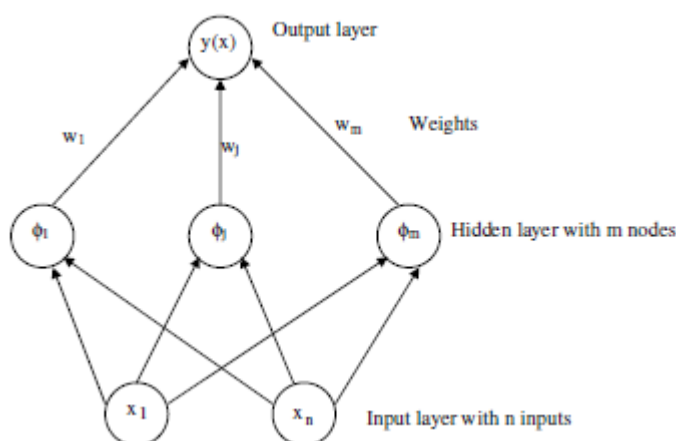 y(x) Output layer
w1 wJ wm Weights
ϕ1 ϕJ ϕm Hidden layer with m nodes
x1 xn Input layer with n inputs